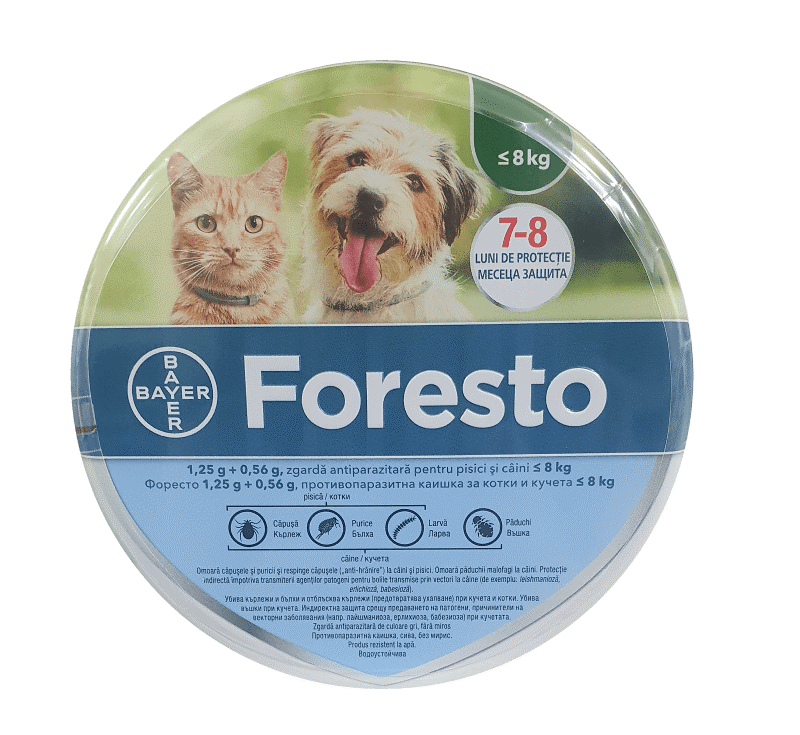 ≤ 8 kg
7-8
LUNI DE PROTECȚIE
МЕСЕЦА ЗАЩИТА
BAYER
BAYER
Foresto
1,25 g + 0,56 g, zgardă antiparazitară pentru pisici și câini ≤ 8 kg
Форесто 1,25 g + 0,56 g, противопаразитна каишка за котки и кучета ≤ 8 kg
pisică / котки
Căpușă
Кърлеж
Purice
Бълха
Larvă
Ларва
Păduchi
Въшка
câine / кучета
Omoară căpușele și puricii și respinge căpușele („anti-hrănire") la câini și pisici. Omoară păduchii malofagi la câini. Protecție
indirectă împotriva transmiterii agenților patogeni pentru bolile transmise prin vectori la câine (de exemplu: leishmanioză,
erlichioză, babesioză).
Убива кърлежи и бълхи и отблъсква кърлежи (предотвратява ухапване) при кучета и котки. Убива
въшки при кучета. Индиректна защита срещу предаването на патогени, причинители на
векторни заболявания (напр. лайшманиоза, ерлихиоза, бабезиоза) при кучетата.
Zgardă antiparazitară de culoare gri, fără miros
Противопаразитна каишка, сива, без мирис.
Produs rezistent la apă.
Водоустойчива